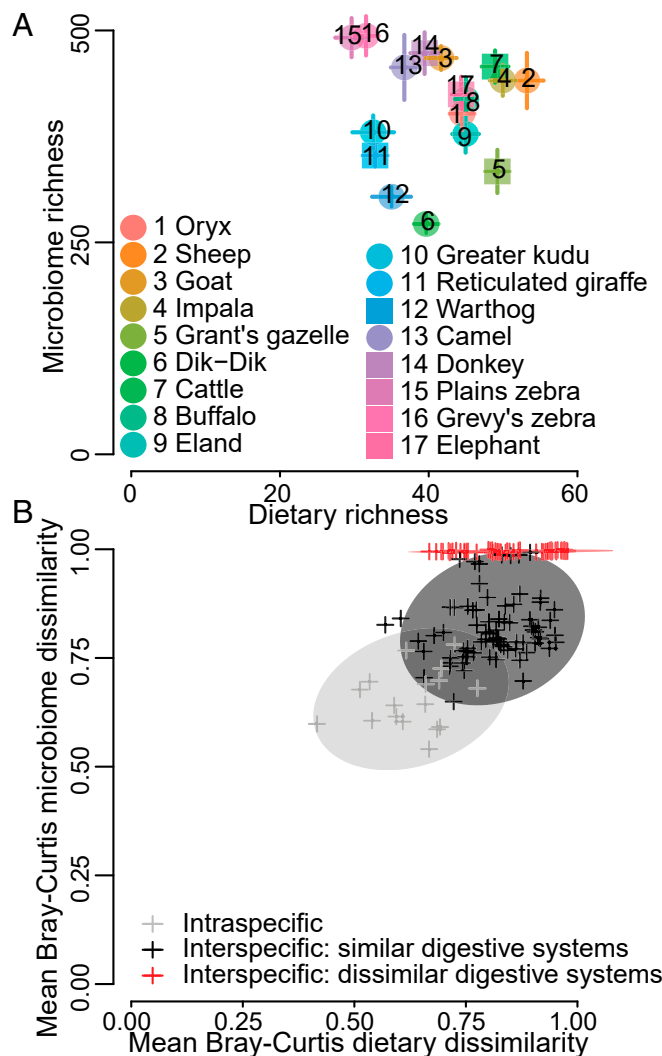 A
Microbiome richness
500
250
0
15 16
14
13 3
7
4 2
17
8
1
9
10
11
5
12
6
1 Oryx
2 Sheep
3 Goat
4 Impala
5 Grant's gazelle
6 Dik−Dik
7 Cattle
8 Buffalo
9 Eland
10 Greater kudu
11 Reticulated giraffe
12 Warthog
13 Camel
14 Donkey
15 Plains zebra
16 Grevy's zebra
17 Elephant
0 20 40 60
Dietary richness
B
Mean Bray-Curtis microbiome dissimilarity
1.00
0.75
0.50
0.25
0.00
Intraspecific
Interspecific: similar digestive systems
Interspecific: dissimilar digestive systems
0.00 0.50 0.75 1.00
Mean Bray-Curtis dietary dissimilarity